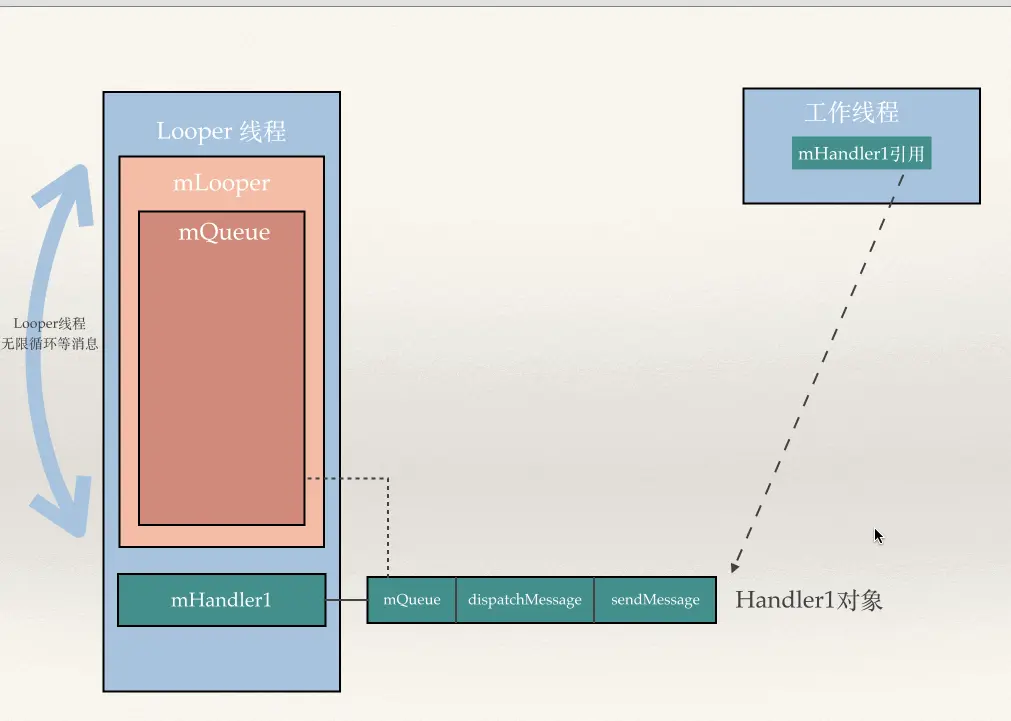 Looper 线程
mLooper
mQueue
Looper线程
无限循环等消息
mHandler1
mQueue
dispatchMessage
sendMessage
Handler1对象
工作线程
mHandler1引用